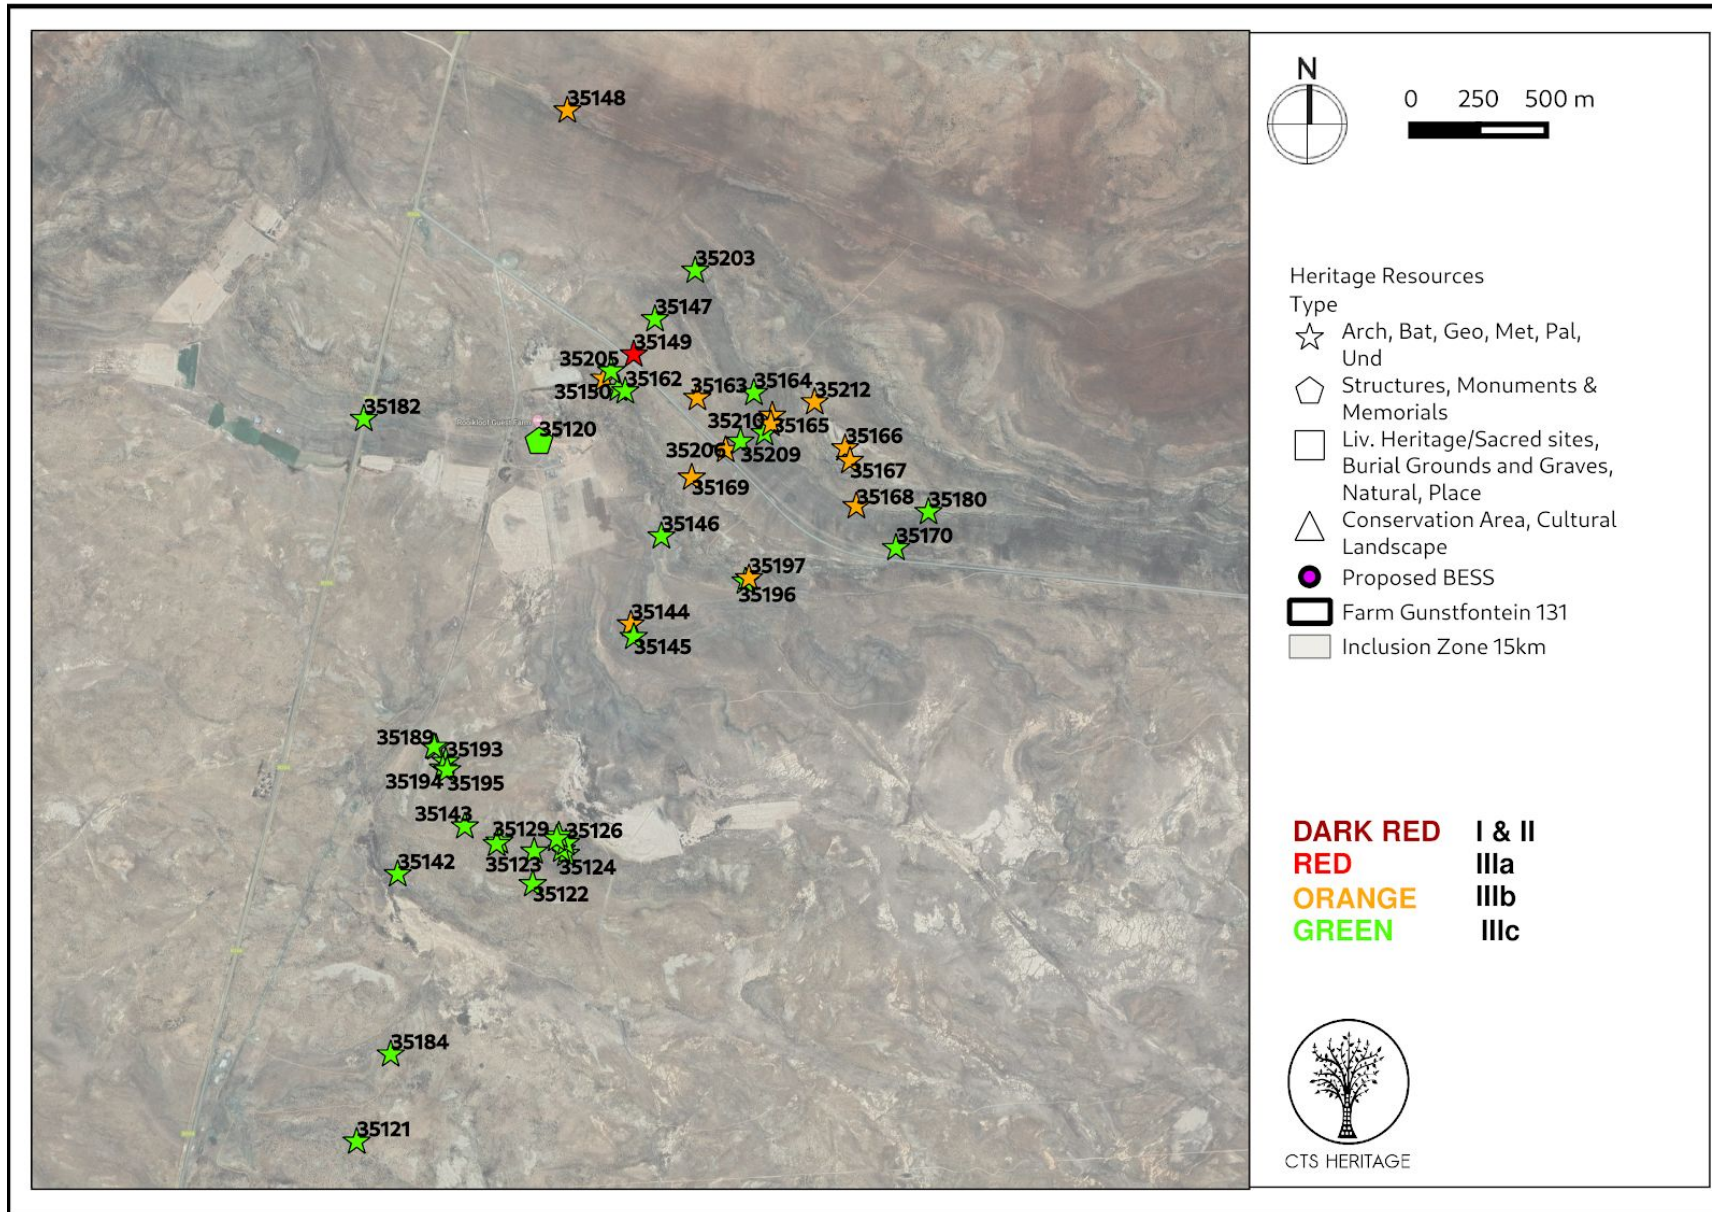 35148
35203
35147
35149
35205
35162
35150
35163
35164
35212
35182
35120
35210
35165
35166
35206
35209
35167
35169
35168
35180
35146
35170
35197
35196
35144
35145
35189
35193
35194
35195
35143
35129
35126
35123
35124
35142
35122
35184
35121
N
0 250 500 m
Heritage Resources
Type
Arch, Bat, Geo, Met, Pal,
Und
Structures, Monuments &
Memorials
Liv. Heritage/Sacred sites,
Burial Grounds and Graves,
Natural, Place
Conservation Area, Cultural
Landscape
Proposed BESS
Farm Gunstfontein 131
Inclusion Zone 15km
DARK RED I & II
RED IIIa
ORANGE IIIb
GREEN IIIc
CTS HERITAGE